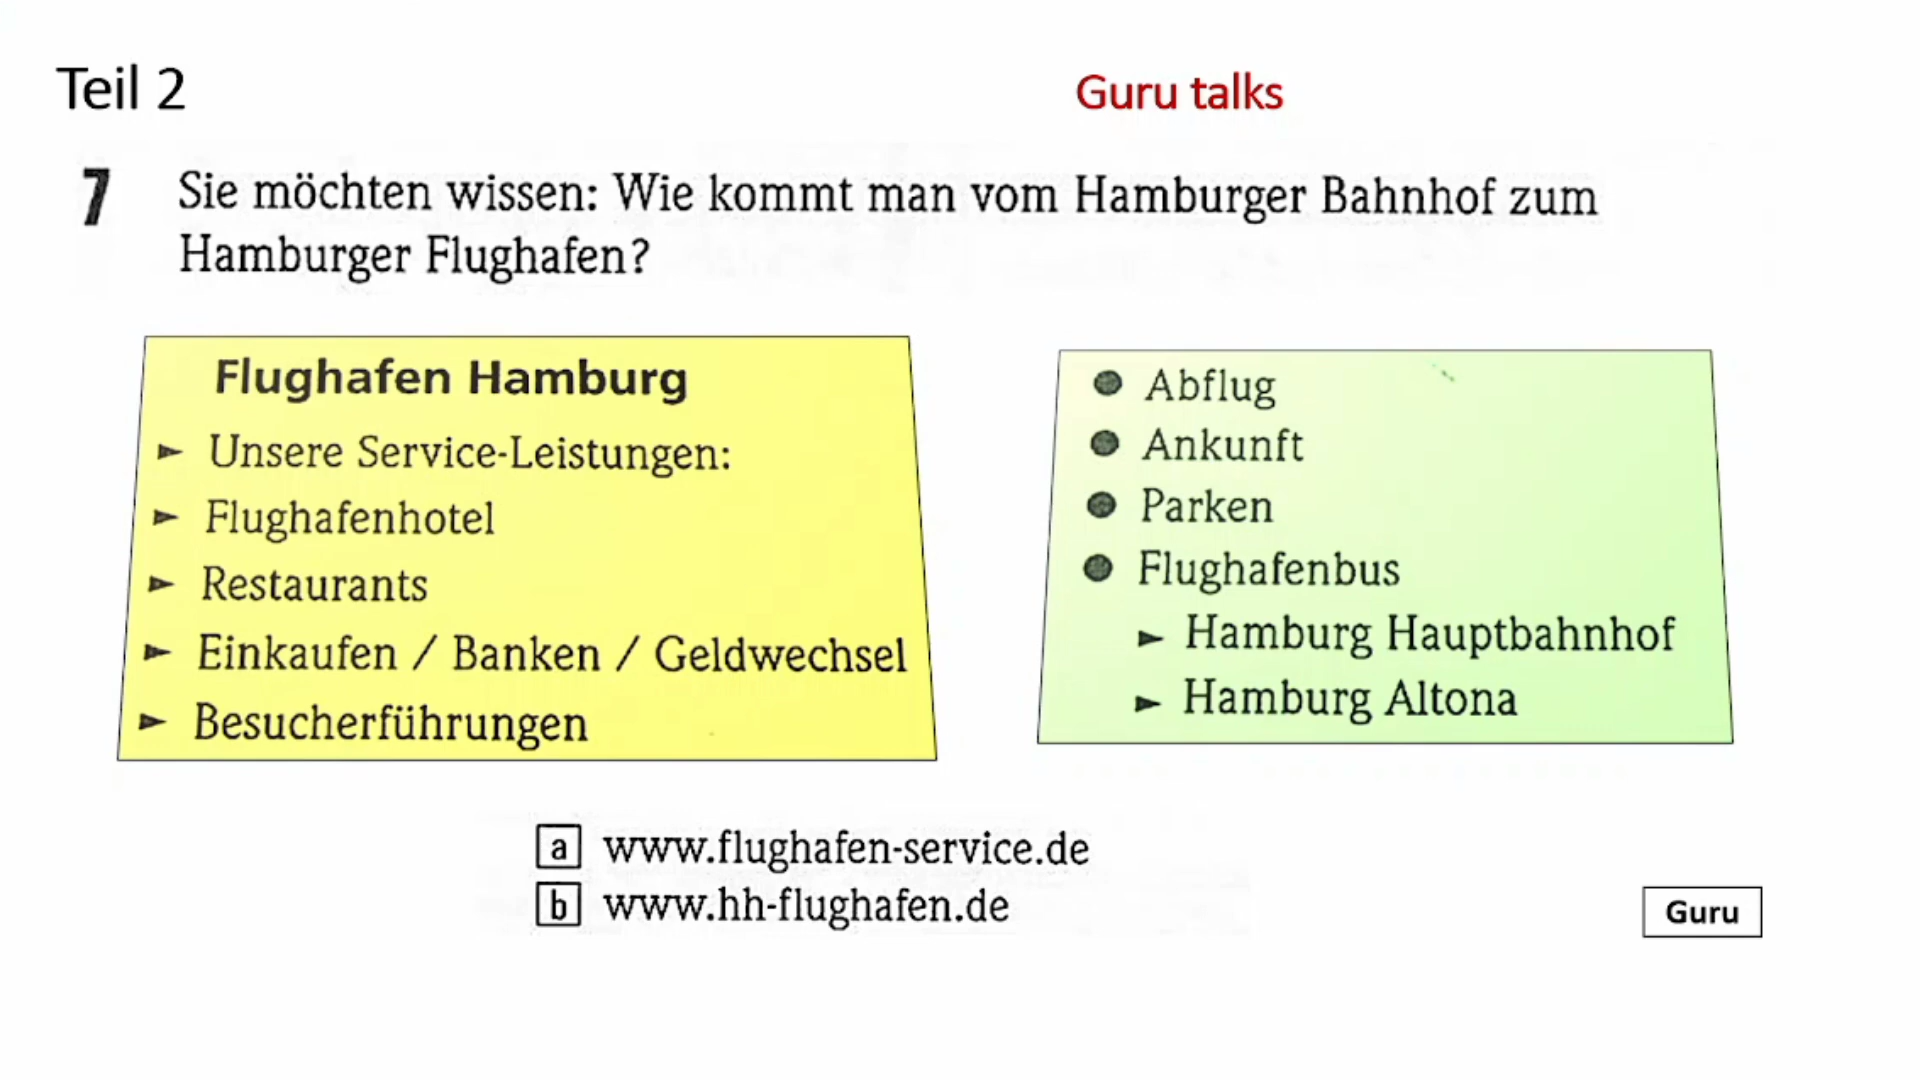 Teil 2
Guru talks
7 Sie möchten wissen: Wie kommt man vom Hamburger Bahnhof zum
Hamburger Flughafen?
Flughafen Hamburg
► Unsere Service-Leistungen:
► Flughafenhotel
► Restaurants
► Einkaufen / Banken / Geldwechsel
► Besucherführungen
● Abflug
● Ankunft
● Parken
● Flughafenbus
► Hamburg Hauptbahnhof
► Hamburg Altona
a www.flughafen-service.de
b www.hh-flughafen.de
Guru